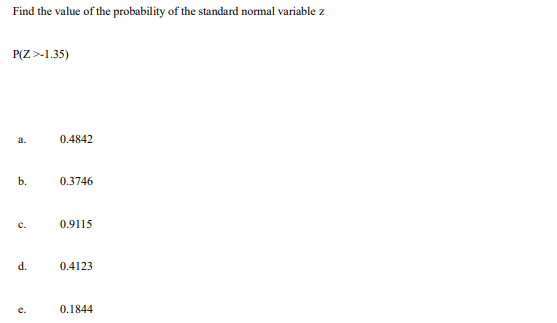 Find the value of the probability of the standard normal variable z
P(Z >-1.35)
a. 0.4842
b. 0.3746
c. 0.9115
d. 0.4123
e. 0.1844